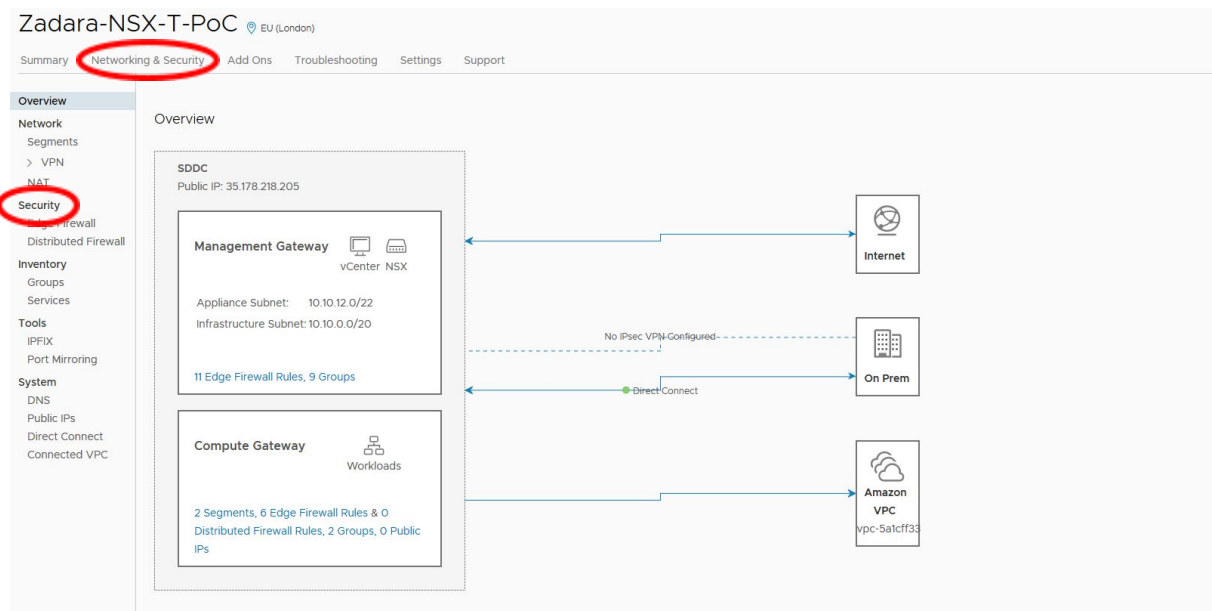 Zadara-NSX-T-PoC EU (London)
Summary Networking & Security Add Ons Troubleshooting Settings Support
Overview
Network
Segments
> VPN
NAT
Security
Edge Firewall
Distributed Firewall
Inventory
Groups
Services
Tools
IPFIX
Port Mirroring
System
DNS
Public IPs
Direct Connect
Connected VPC
Overview
SDDC
Public IP: 35.178.218.205
Management Gateway
vCenter NSX
Appliance Subnet: 10.10.12.0/22
Infrastructure Subnet: 10.10.0.0/20
11 Edge Firewall Rules, 9 Groups
Compute Gateway
Workloads
2 Segments, 6 Edge Firewall Rules & 0
Distributed Firewall Rules, 2 Groups, 0 Public
IPs
Internet
No IPsec VPN Configured
On Prem
Direct Connect
Amazon
VPC
vpc-5a1cff33